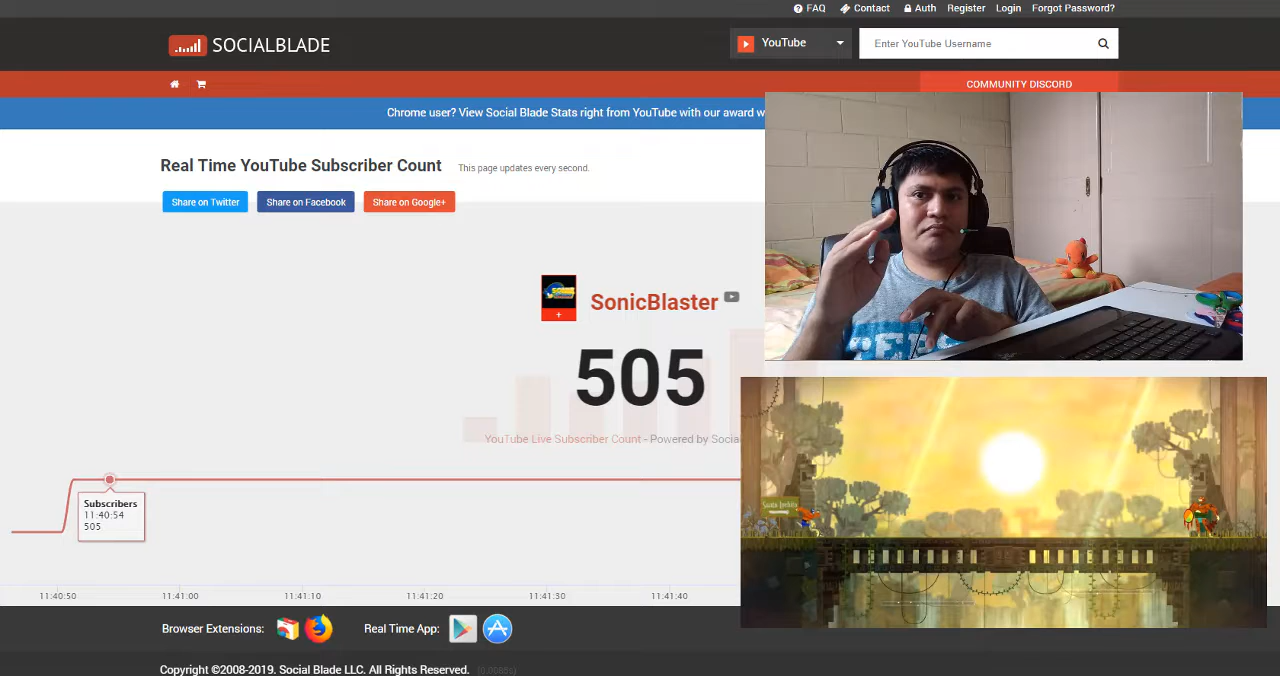 FAQ Contact Auth Register Login Forgot Password?
SOCIALBLADE
YouTube
Enter YouTube Username
COMMUNITY DISCORD
Chrome user? View Social Blade Stats right from YouTube with our award w
Real Time YouTube Subscriber Count This page updates every second.
Share on Twitter Share on Facebook Share on Google+
SonicBlaster
+
505
YouTube Live Subscriber Count - Powered by Social
Subscribers
11:40:54
505
11:40:50 11:41:00 11:41:10 11:41:20 11:41:30 11:41:40
Browser Extensions: Real Time App:
Copyright ©2008-2019. Social Blade LLC. All Rights Reserved.